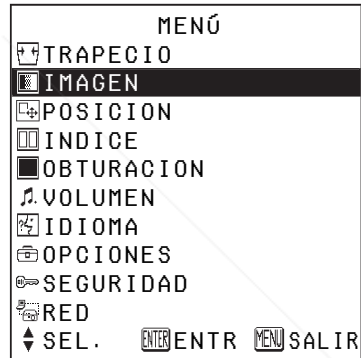 MENÚ
TRAPECIO
IMAGEN
POSICION
INDICE
OBTURACION
VOLUMEN
IDIOMA
OPCIONES
SEGURIDAD
RED
SEL. ENTER ENTR MENU SALIR